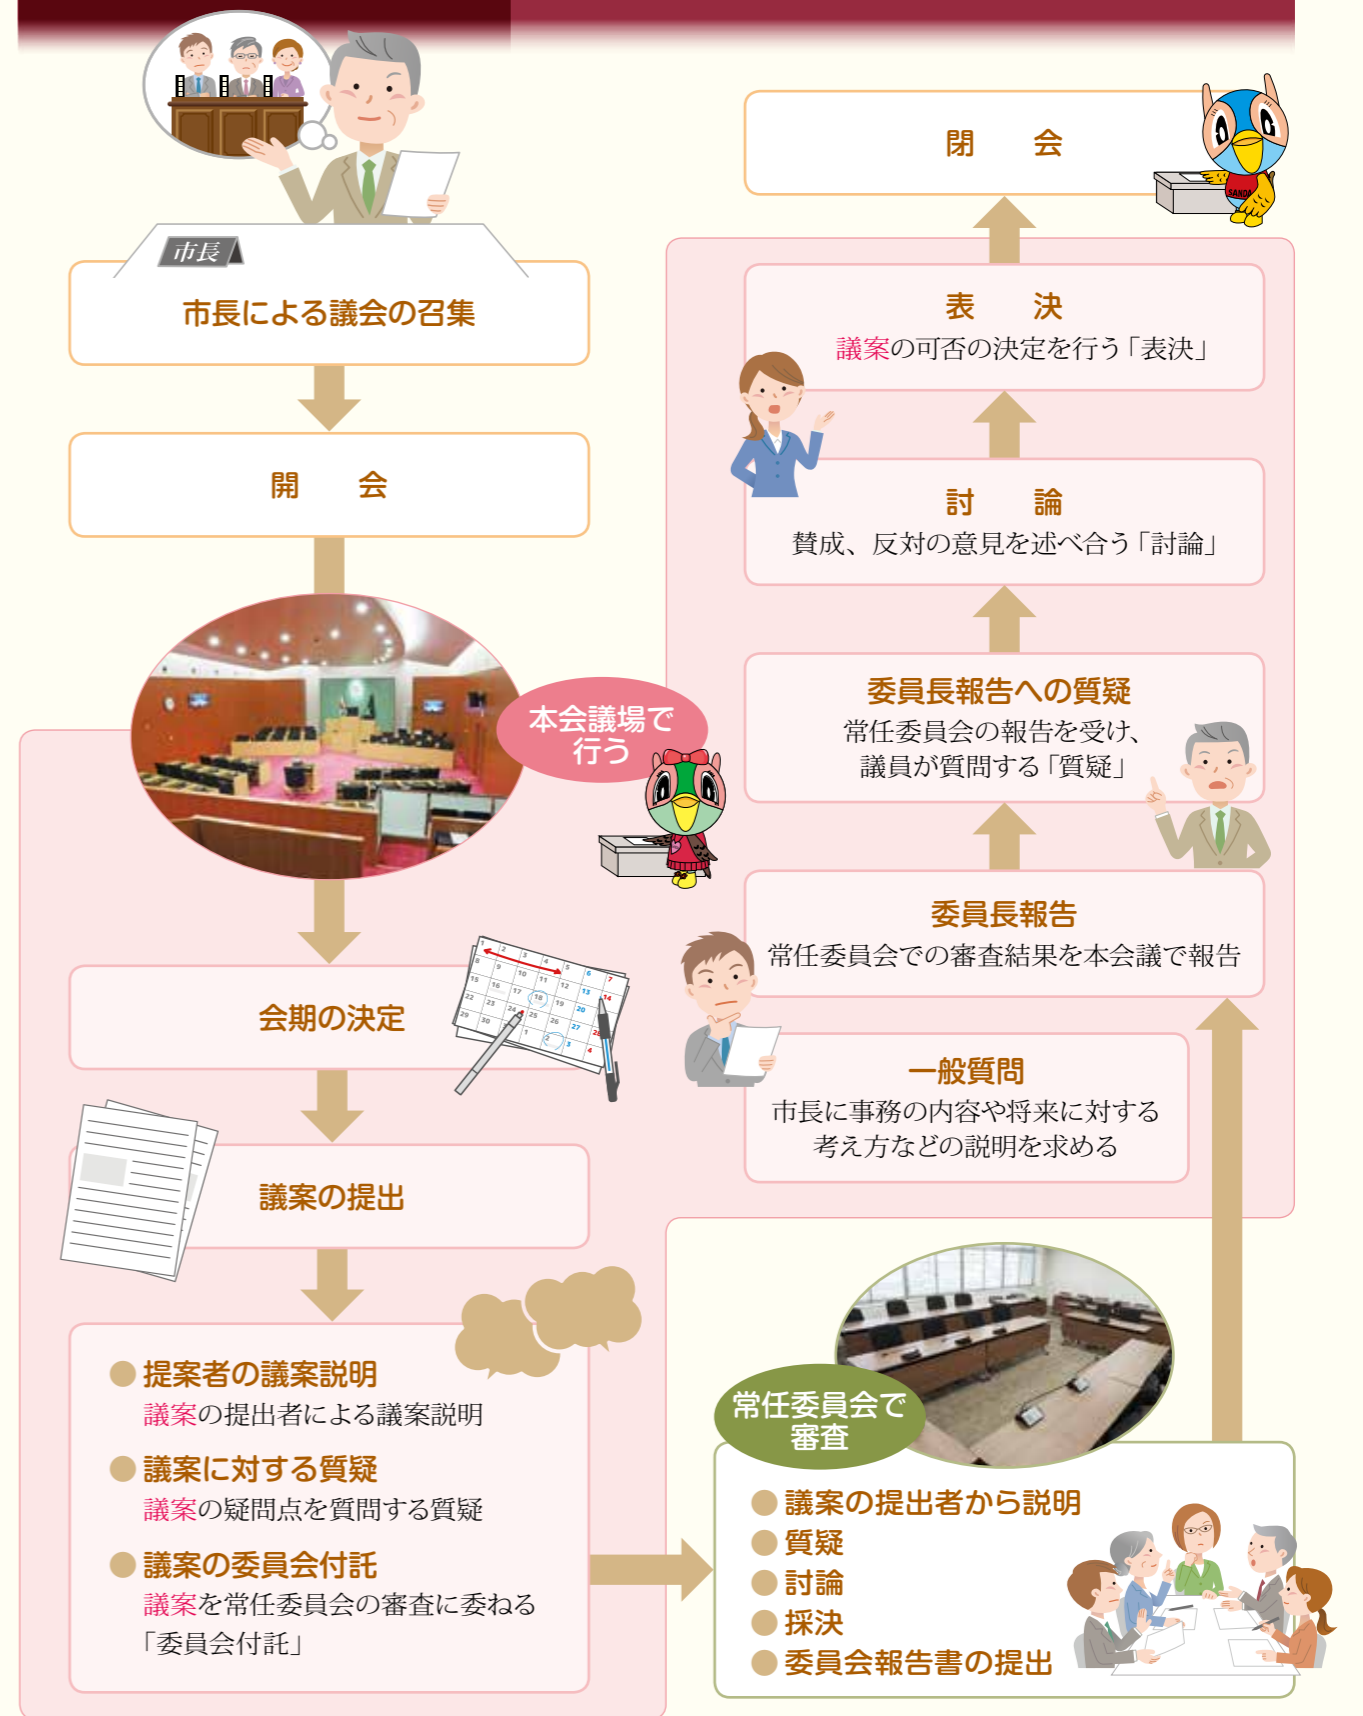 市長
市長による議会の召集
開　会
本会議場で
行う
会期の決定
議案の提出
●提案者の議案説明
議案の提出者による議案説明
●議案に対する質疑
議案の疑問点を質問する質疑
●議案の委員会付託
議案を常任委員会の審査に委ねる
「委員会付託」
常任委員会で
審査
●議案の提出者から説明
●質疑
●討論
●採決
●委員会報告書の提出
一般質問
市長に事務の内容や将来に対する
考え方などの説明を求める
委員長報告
常任委員会での審査結果を本会議で報告
委員長報告への質疑
常任委員会の報告を受け、
議員が質問する「質疑」
討　論
賛成、反対の意見を述べ合う「討論」
表　決
議案の可否の決定を行う「表決」
閉　会
SANDA